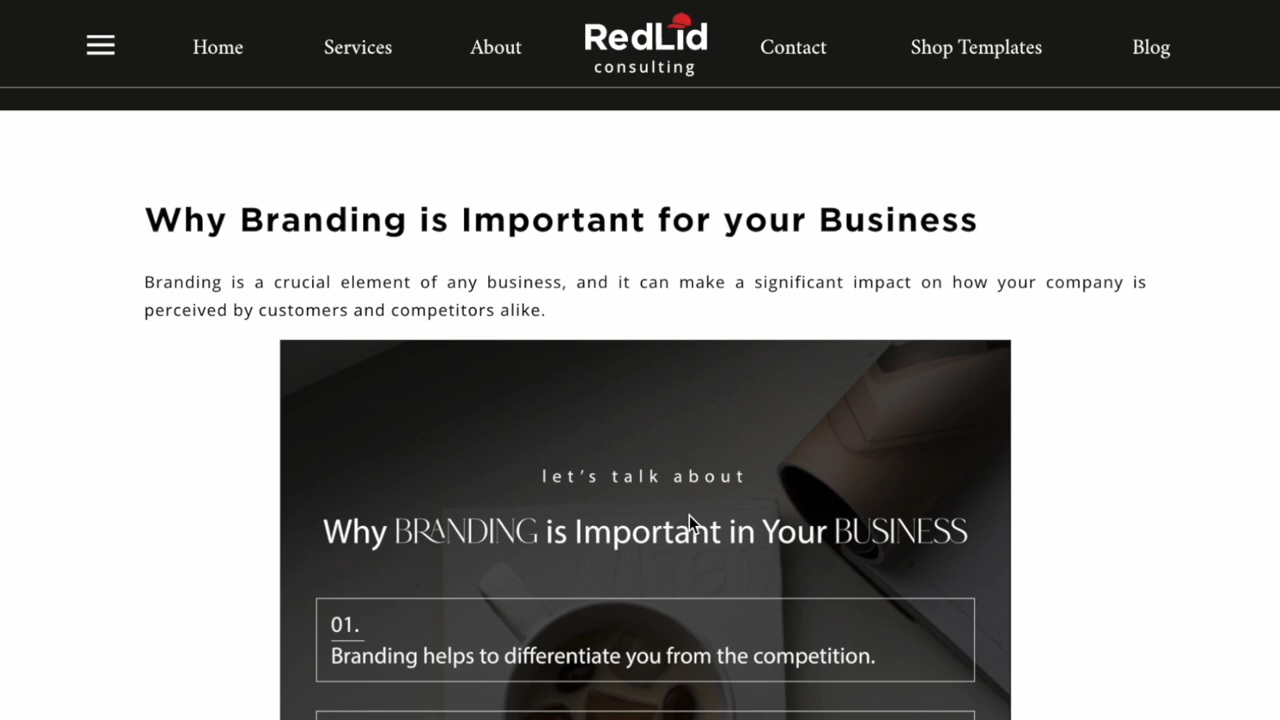 Home
Services
About
RedLid
consulting
Contact
Shop Templates
Blog
Why Branding is Important for your Business
Branding is a crucial element of any business, and it can make a significant impact on how your company is
perceived by customers and competitors alike.
let's talk about
Why BRANDING is Important in Your BUSINESS
01.
Branding helps to differentiate you from the competition.